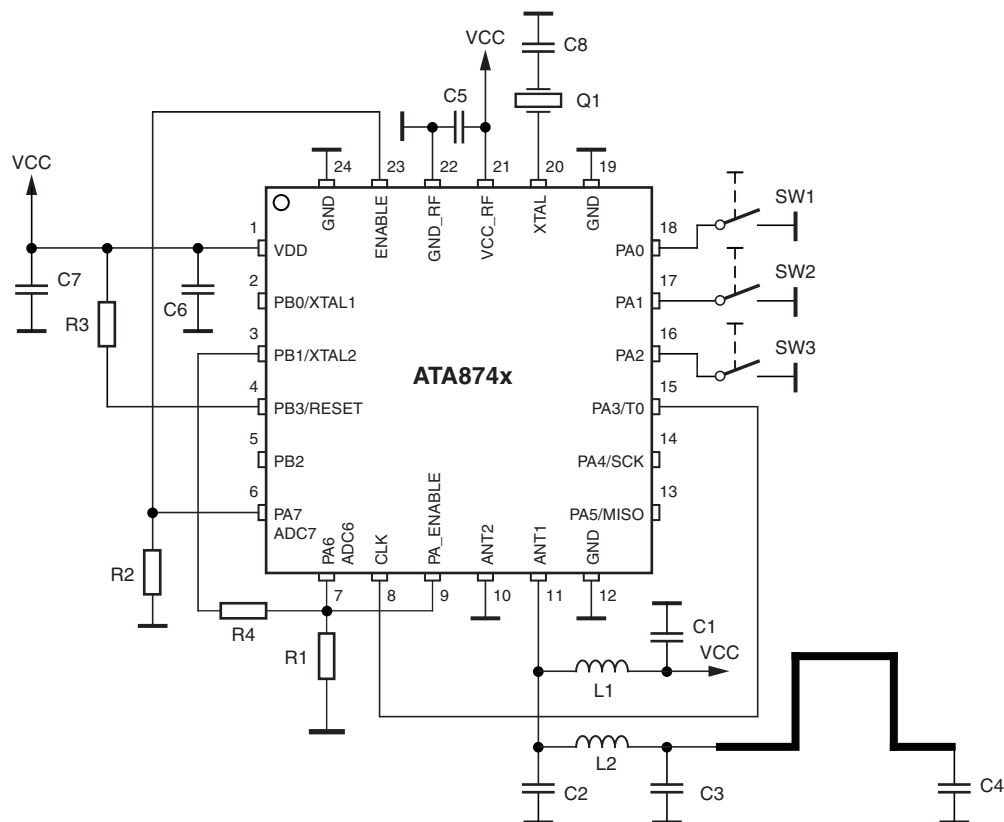 C8
VCC
C5
Q1
24
23
22
21
20
19
VCC
GND
ENABLE
GND_RF
VCC_RF
XTAL
GND
SW1
1
VDD
PA0
18
C7
2
PB0/XTAL1
PA1
17
SW2
R3
C6
3
PB1/XTAL2
PA2
16
SW3
ATA874x
4
PB3/RESET
PA3/T0
15
5
PB2
PA4/SCK
14
6
PA7
ADC7
PA5/MISO
13
PA6
ADC6
CLK
PA_ENABLE
ANT2
ANT1
GND
R2
7
8
9
10
11
12
R4
R1
C1
VCC
L1
L2
C2
C3
C4